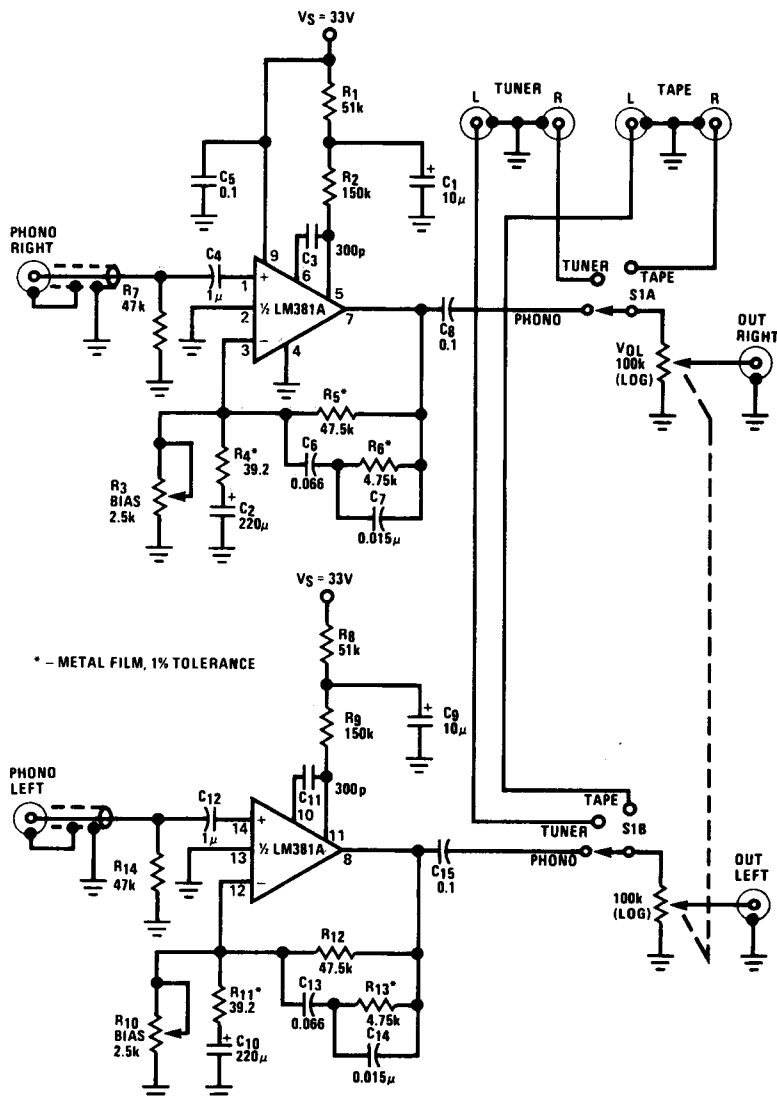 VS = 33V
R1
51k
L TUNER R
L TAPE R
R2
150k
+
C1
10μ
C5
0.1
C3
300p
PHONO
RIGHT
C4
1μ
R7
47k
9
6
5
1
+
2
½ LM381A
7
3
−
4
C8
0.1
TUNER
TAPE
S1A
PHONO
VOL
100k
(LOG)
OUT
RIGHT
R5*
47.5k
C6
0.066
R6*
4.75k
C7
0.015μ
R4*
39.2
+
C2
220μ
R3
BIAS
2.5k
VS = 33V
R8
51k
* – METAL FILM, 1% TOLERANCE
R9
150k
+
C9
10μ
C11
300p
PHONO
LEFT
C12
1μ
R14
47k
10
11
14
+
13
½ LM381A
8
12
−
C15
0.1
TAPE
TUNER
S1B
PHONO
100k
(LOG)
OUT
LEFT
R12
47.5k
C13
0.066
R13*
4.75k
C14
0.015μ
R11*
39.2
+
C10
220μ
R10
BIAS
2.5k